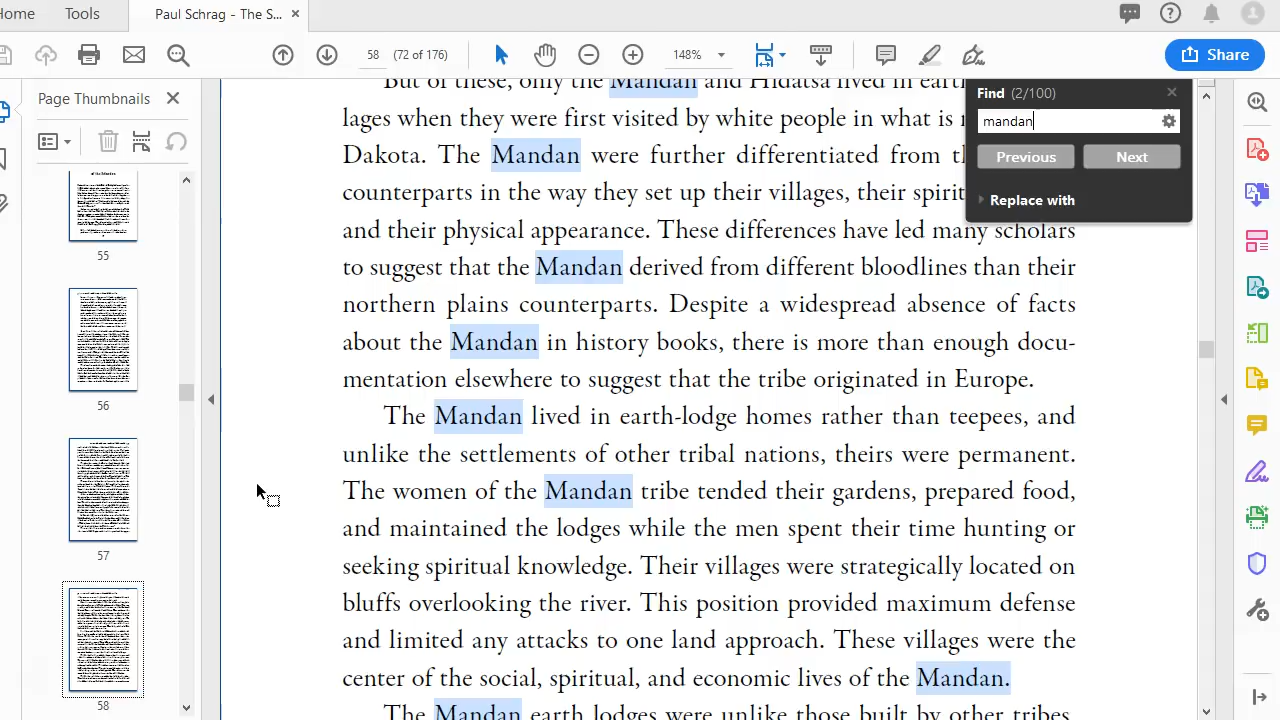 Home
Tools
Paul Schrag - The S...
58
(72 of 176)
148%
Share
Page Thumbnails
55
56
57
58
Find (2/100)
mandan
Previous
Next
Replace with
But of these, only the Mandan and Hidatsa lived in eart
lages when they were first visited by white people in what is
Dakota. The Mandan were further differentiated from t
counterparts in the way they set up their villages, their spirit
and their physical appearance. These differences have led many scholars
to suggest that the Mandan derived from different bloodlines than their
northern plains counterparts. Despite a widespread absence of facts
about the Mandan in history books, there is more than enough docu-
mentation elsewhere to suggest that the tribe originated in Europe.
The Mandan lived in earth-lodge homes rather than teepees, and
unlike the settlements of other tribal nations, theirs were permanent.
The women of the Mandan tribe tended their gardens, prepared food,
and maintained the lodges while the men spent their time hunting or
seeking spiritual knowledge. Their villages were strategically located on
bluffs overlooking the river. This position provided maximum defense
and limited any attacks to one land approach. These villages were the
center of the social, spiritual, and economic lives of the Mandan.
The Mandan earth lodges were unlike those built by other tribes.